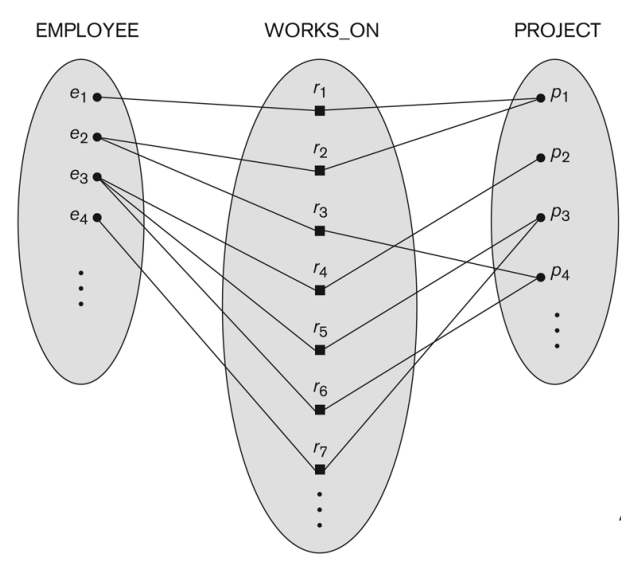 EMPLOYEE WORKS_ON PROJECT
e1
e2
e3
e4
r1
r2
r3
r4
r5
r6
r7
p1
p2
p3
p4